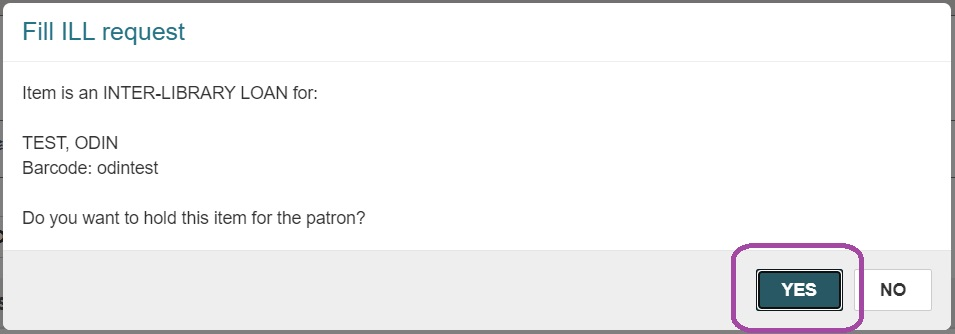 Fill ILL request
Item is an INTER-LIBRARY LOAN for:
TEST, ODIN
Barcode: odintest
Do you want to hold this item for the patron?
YES NO